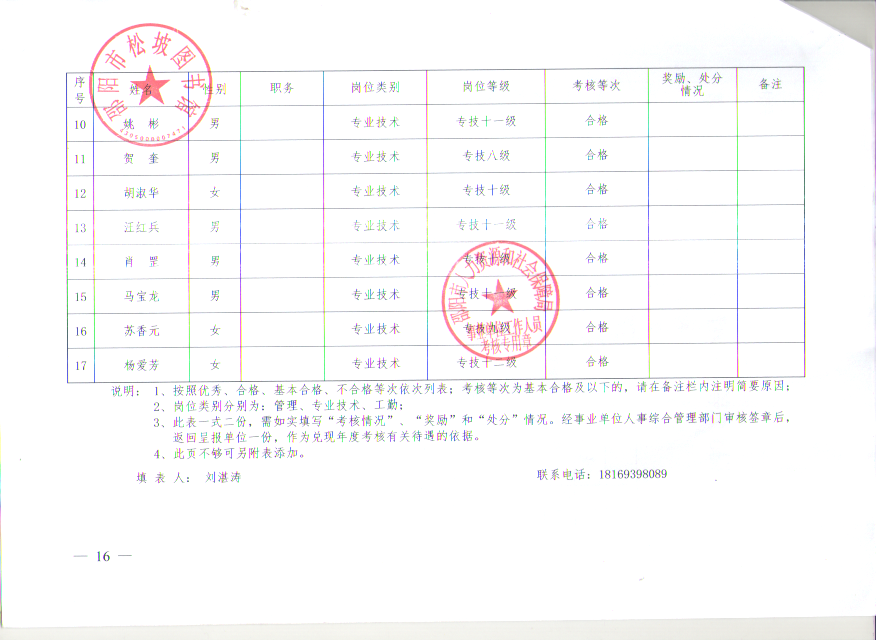 邵阳市松坡图书馆
序号 姓名 性别 职务 岗位类别 岗位等级 考核等次 奖励、处分情况 备注
10 姚彬 男 专业技术 专技十一级 合格
11 贺奎 男 专业技术 专技八级 合格
12 胡淑华 女 专业技术 专技十级 合格
13 江红兵 男 专业技术 专技十一级 合格
14 肖罡 男 专业技术 专技十级 合格
15 马宝龙 男 专业技术 专技十一级 合格
16 苏香元 女 专业技术 专技九级 合格
17 杨爱芳 女 专业技术 专技十二级 合格
邵阳市人力资源和社会保障局
事业单位工作人员
考核专用章
说明：1、按照优秀、合格、基本合格、不合格等次依次列表；考核等次为基本合格及以下的，请在备注栏内注明简要原因；
2、岗位类别分别为：管理、专业技术、工勤；
3、此表一式二份，需如实填写“考核情况”、“奖励”和“处分”情况。经事业单位人事综合管理部门审核签章后，
返回呈报单位一份，作为兑现年度考核有关待遇的依据。
4、此页不够可另附表添加。
填 表 人： 刘湛涛 联系电话：18169398089
— 16 —